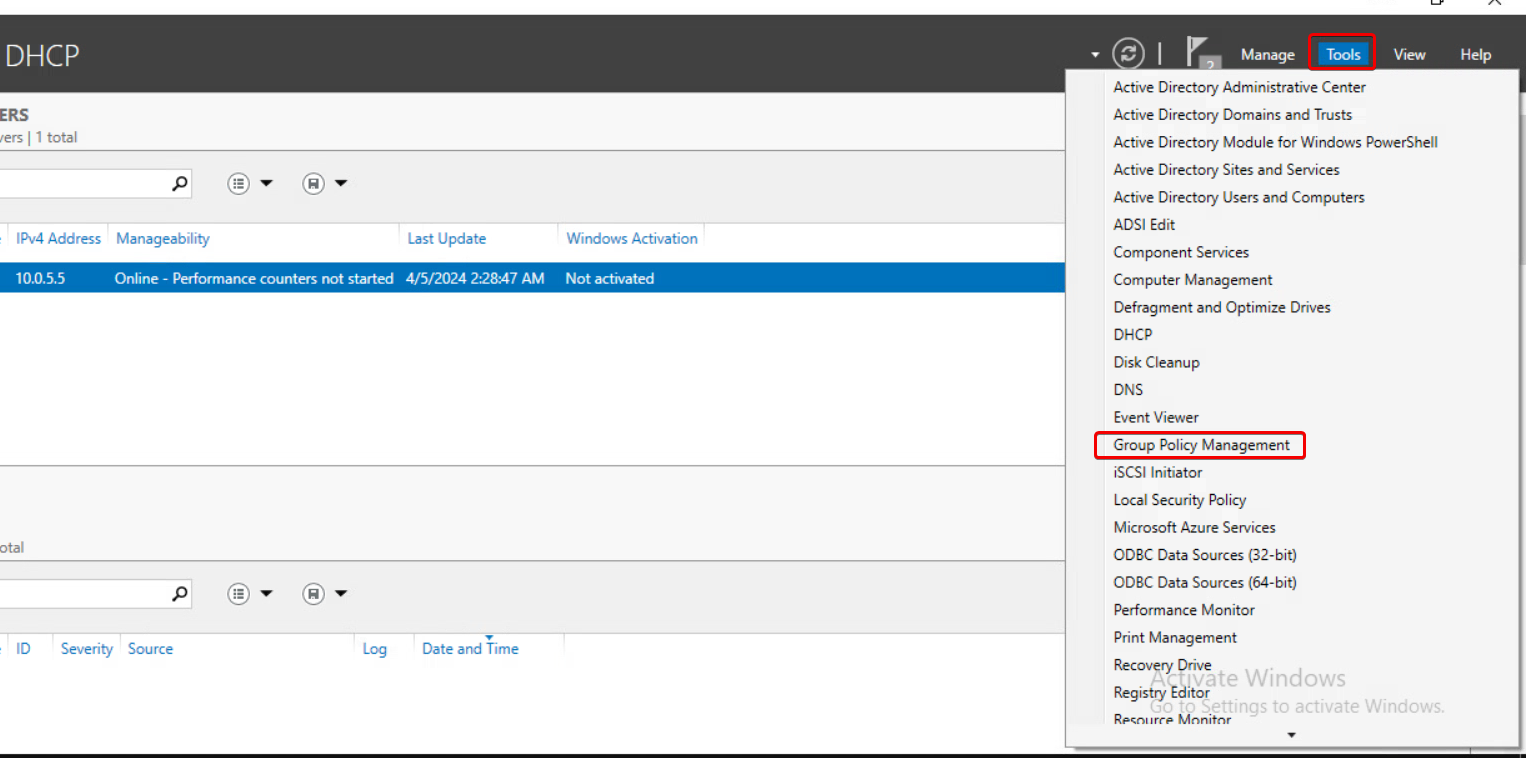 DHCP
2
Manage
Tools
View
Help
ERS
vers | 1 total
IPv4 Address
Manageability
Last Update
Windows Activation
10.0.5.5
Online - Performance counters not started
4/5/2024 2:28:47 AM
Not activated
otal
ID
Severity
Source
Log
Date and Time
Active Directory Administrative Center
Active Directory Domains and Trusts
Active Directory Module for Windows PowerShell
Active Directory Sites and Services
Active Directory Users and Computers
ADSI Edit
Component Services
Computer Management
Defragment and Optimize Drives
DHCP
Disk Cleanup
DNS
Event Viewer
Group Policy Management
iSCSI Initiator
Local Security Policy
Microsoft Azure Services
ODBC Data Sources (32-bit)
ODBC Data Sources (64-bit)
Performance Monitor
Print Management
Recovery Drive
Registry Editor
Resource Monitor
Activate Windows
Go to Settings to activate Windows.